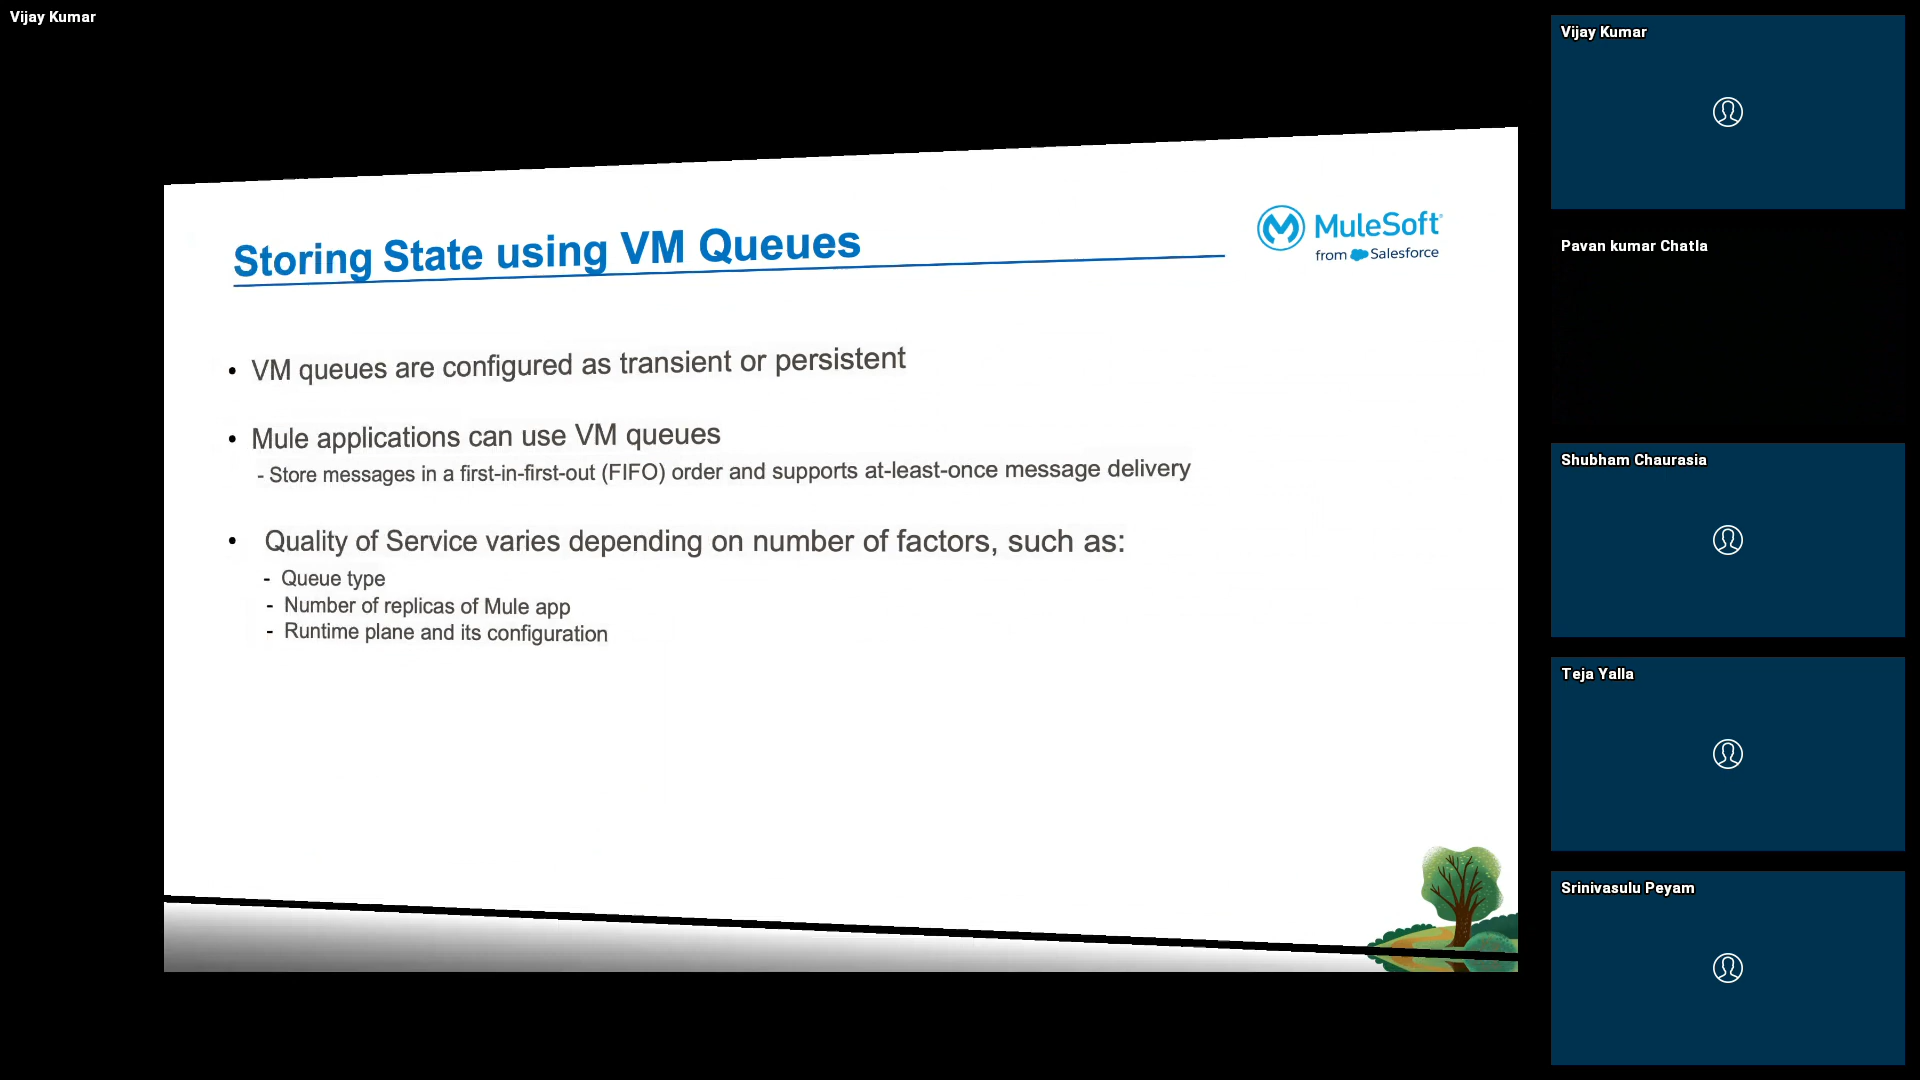 Vijay Kumar
Storing State using VM Queues
MuleSoft
from Salesforce
• VM queues are configured as transient or persistent
• Mule applications can use VM queues
- Store messages in a first-in-first-out (FIFO) order and supports at-least-once message delivery
• Quality of Service varies depending on number of factors, such as:
- Queue type
- Number of replicas of Mule app
- Runtime plane and its configuration
Vijay Kumar
Pavan kumar Chatla
Shubham Chaurasia
Teja Yalla
Srinivasulu Peyam